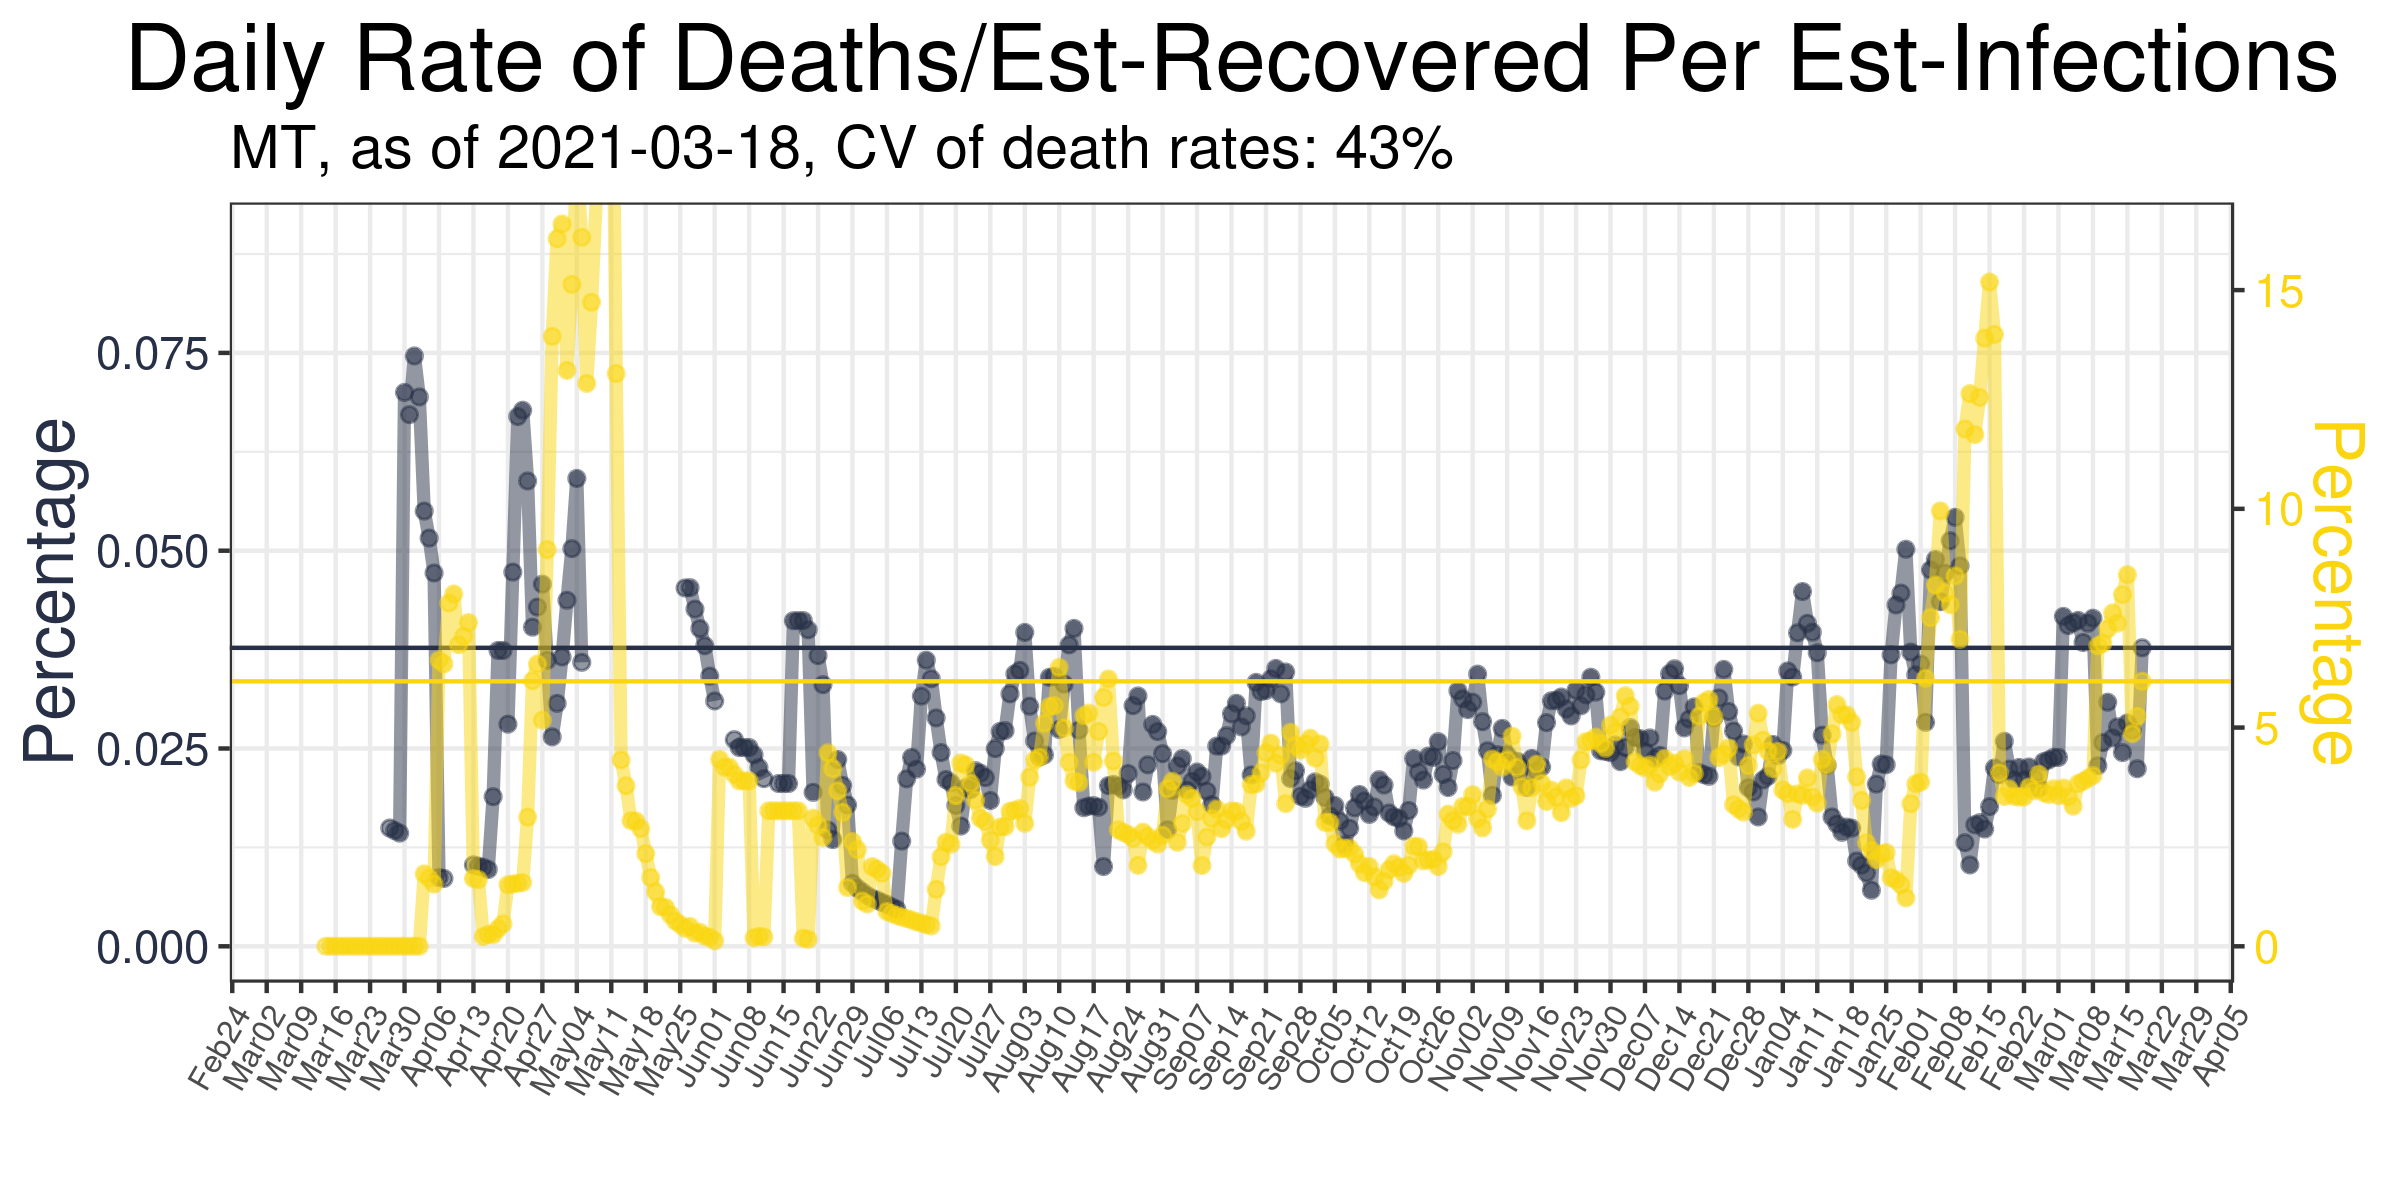 Daily Rate of Deaths/Est-Recovered Per Est-Infections
MT, as of 2021-03-18, CV of death rates: 43%
Percentage
0.075
0.050
0.025
0.000
15
10
5
0
Percentage
Feb24
Mar02
Mar09
Mar16
Mar23
Mar30
Apr06
Apr13
Apr20
Apr27
May04
May11
May18
May25
Jun01
Jun08
Jun15
Jun22
Jun29
Jul06
Jul13
Jul20
Jul27
Aug03
Aug10
Aug17
Aug24
Aug31
Sep07
Sep14
Sep21
Sep28
Oct05
Oct12
Oct19
Oct26
Nov02
Nov09
Nov16
Nov23
Nov30
Dec07
Dec14
Dec21
Dec28
Dec04
Jan11
Jan18
Jan25
Jan25
Feb01
Feb08
Feb15
Feb22
Mar01
Mar08
Mar15
Mar22
Mar29
Apr05